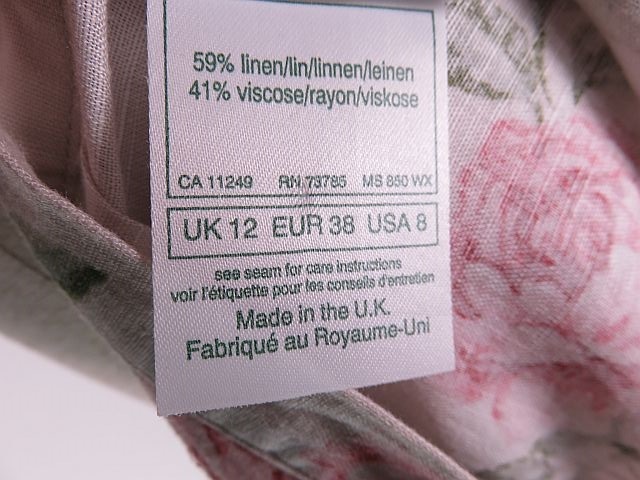 59% linen/lin/linnen/leinen
41% viscose/rayon/viskose
CA 11249 RN 73785 MS 850 WX
UK 12 EUR 38 USA 8
see seam for care instructions
voir l'étiquette pour les conseils d'entretien
Made in the U.K.
Fabriqué au Royaume-Uni